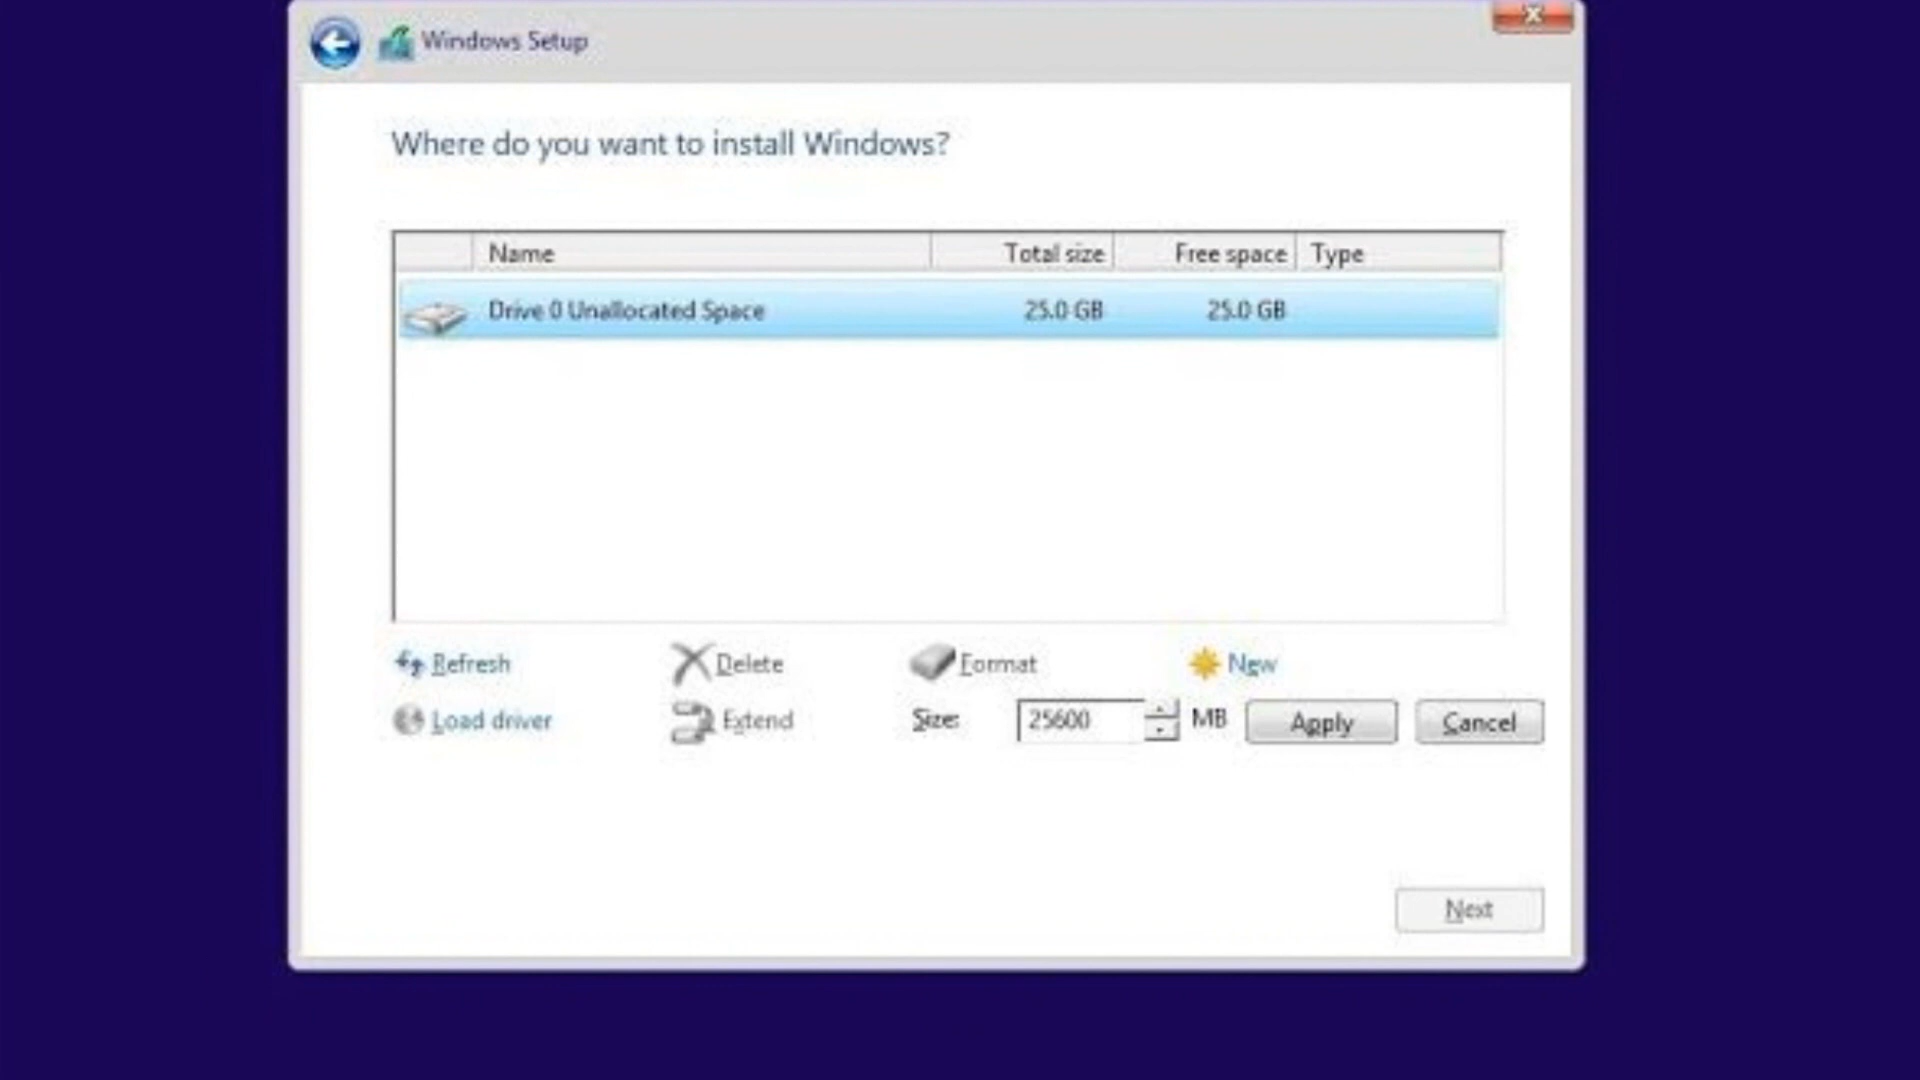 Windows Setup
Where do you want to install Windows?
Name Total size Free space Type
Drive 0 Unallocated Space 25.0 GB 25.0 GB
Refresh Delete Format New
Load driver Extend Size: 25600 MB Apply Cancel
Next